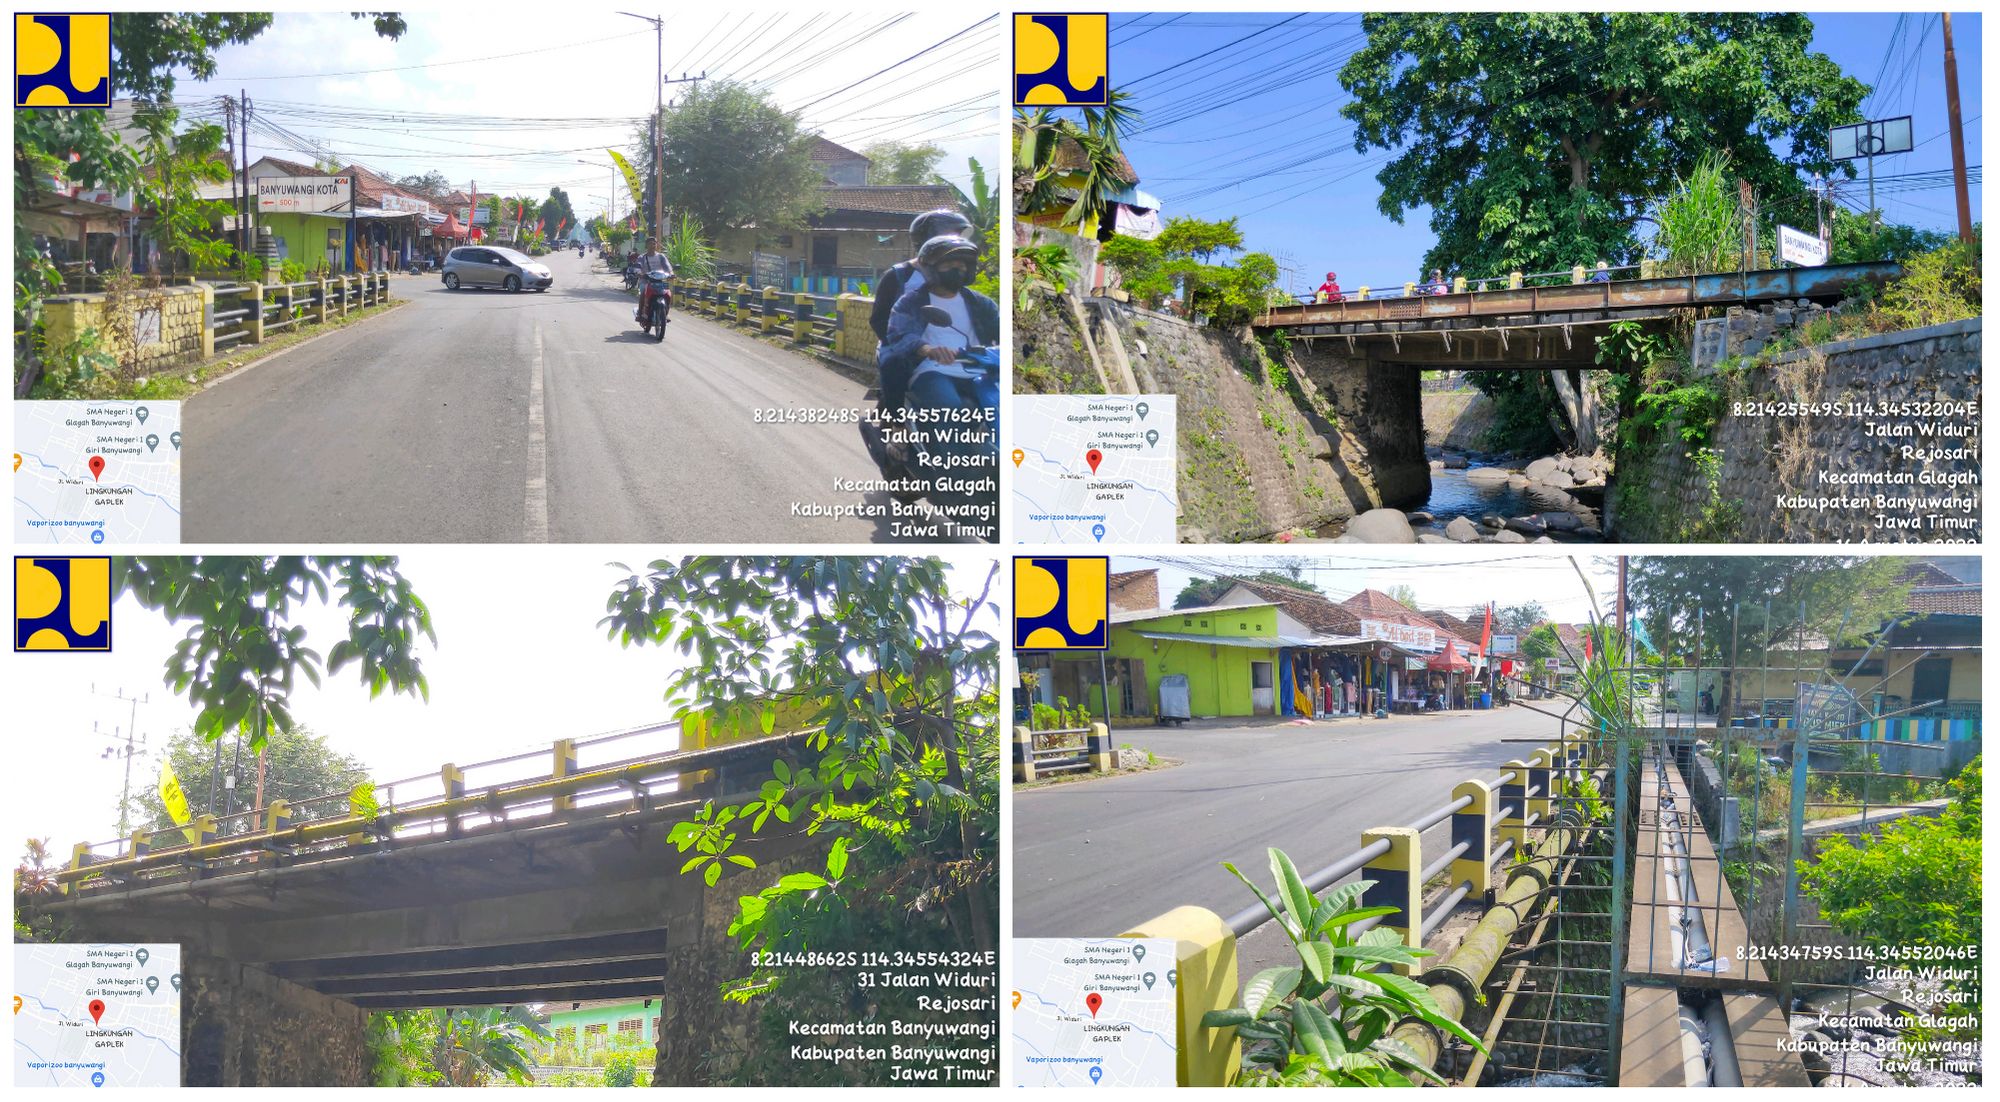 BANYUWANGI KOTA
KAI
500 m
8.21438248S 114.34557624E
Jalan Widuri
Rejosari
Kecamatan Glagah
Kabupaten Banyuwangi
Jawa Timur
SMA Negeri 1
Glagah Banyuwangi
SMA Negeri 1
Giri Banyuwangi
Jl Widuri
LINGKUNGAN
GAPLEK
Vaporizoo banyuwangi
BANYUWANGI KOTA
8.21425549S 114.34532204E
Jalan Widuri
Rejosari
Kecamatan Glagah
Kabupaten Banyuwangi
Jawa Timur
SMA Negeri 1
Glagah Banyuwangi
SMA Negeri 1
Giri Banyuwangi
Jl Widuri
LINGKUNGAN
GAPLEK
Vaporizoo banyuwangi
8.21448662S 114.34554324E
31 Jalan Widuri
Rejosari
Kecamatan Banyuwangi
Kabupaten Banyuwangi
Jawa Timur
SMA Negeri 1
Glagah Banyuwangi
SMA Negeri 1
Giri Banyuwangi
Jl Widuri
LINGKUNGAN
GAPLEK
Vaporizoo banyuwangi
8.21434759S 114.34552046E
Jalan Widuri
Rejosari
Kecamatan Glagah
Kabupaten Banyuwangi
Jawa Timur
SMA Negeri 1
Glagah Banyuwangi
SMA Negeri 1
Giri Banyuwangi
Jl Widuri
LINGKUNGAN
GAPLEK
Vaporizoo banyuwangi